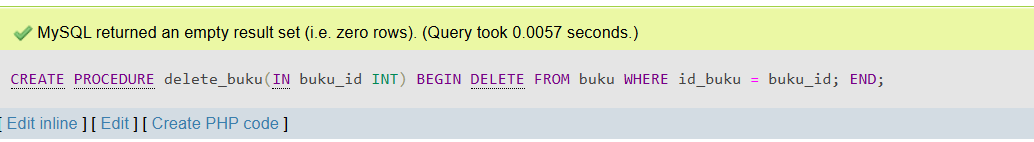 MySQL returned an empty result set (i.e. zero rows). (Query took 0.0057 seconds.)
CREATE PROCEDURE delete_buku(IN buku_id INT) BEGIN DELETE FROM buku WHERE id_buku = buku_id; END;
[ Edit inline ] [ Edit ] [ Create PHP code ]